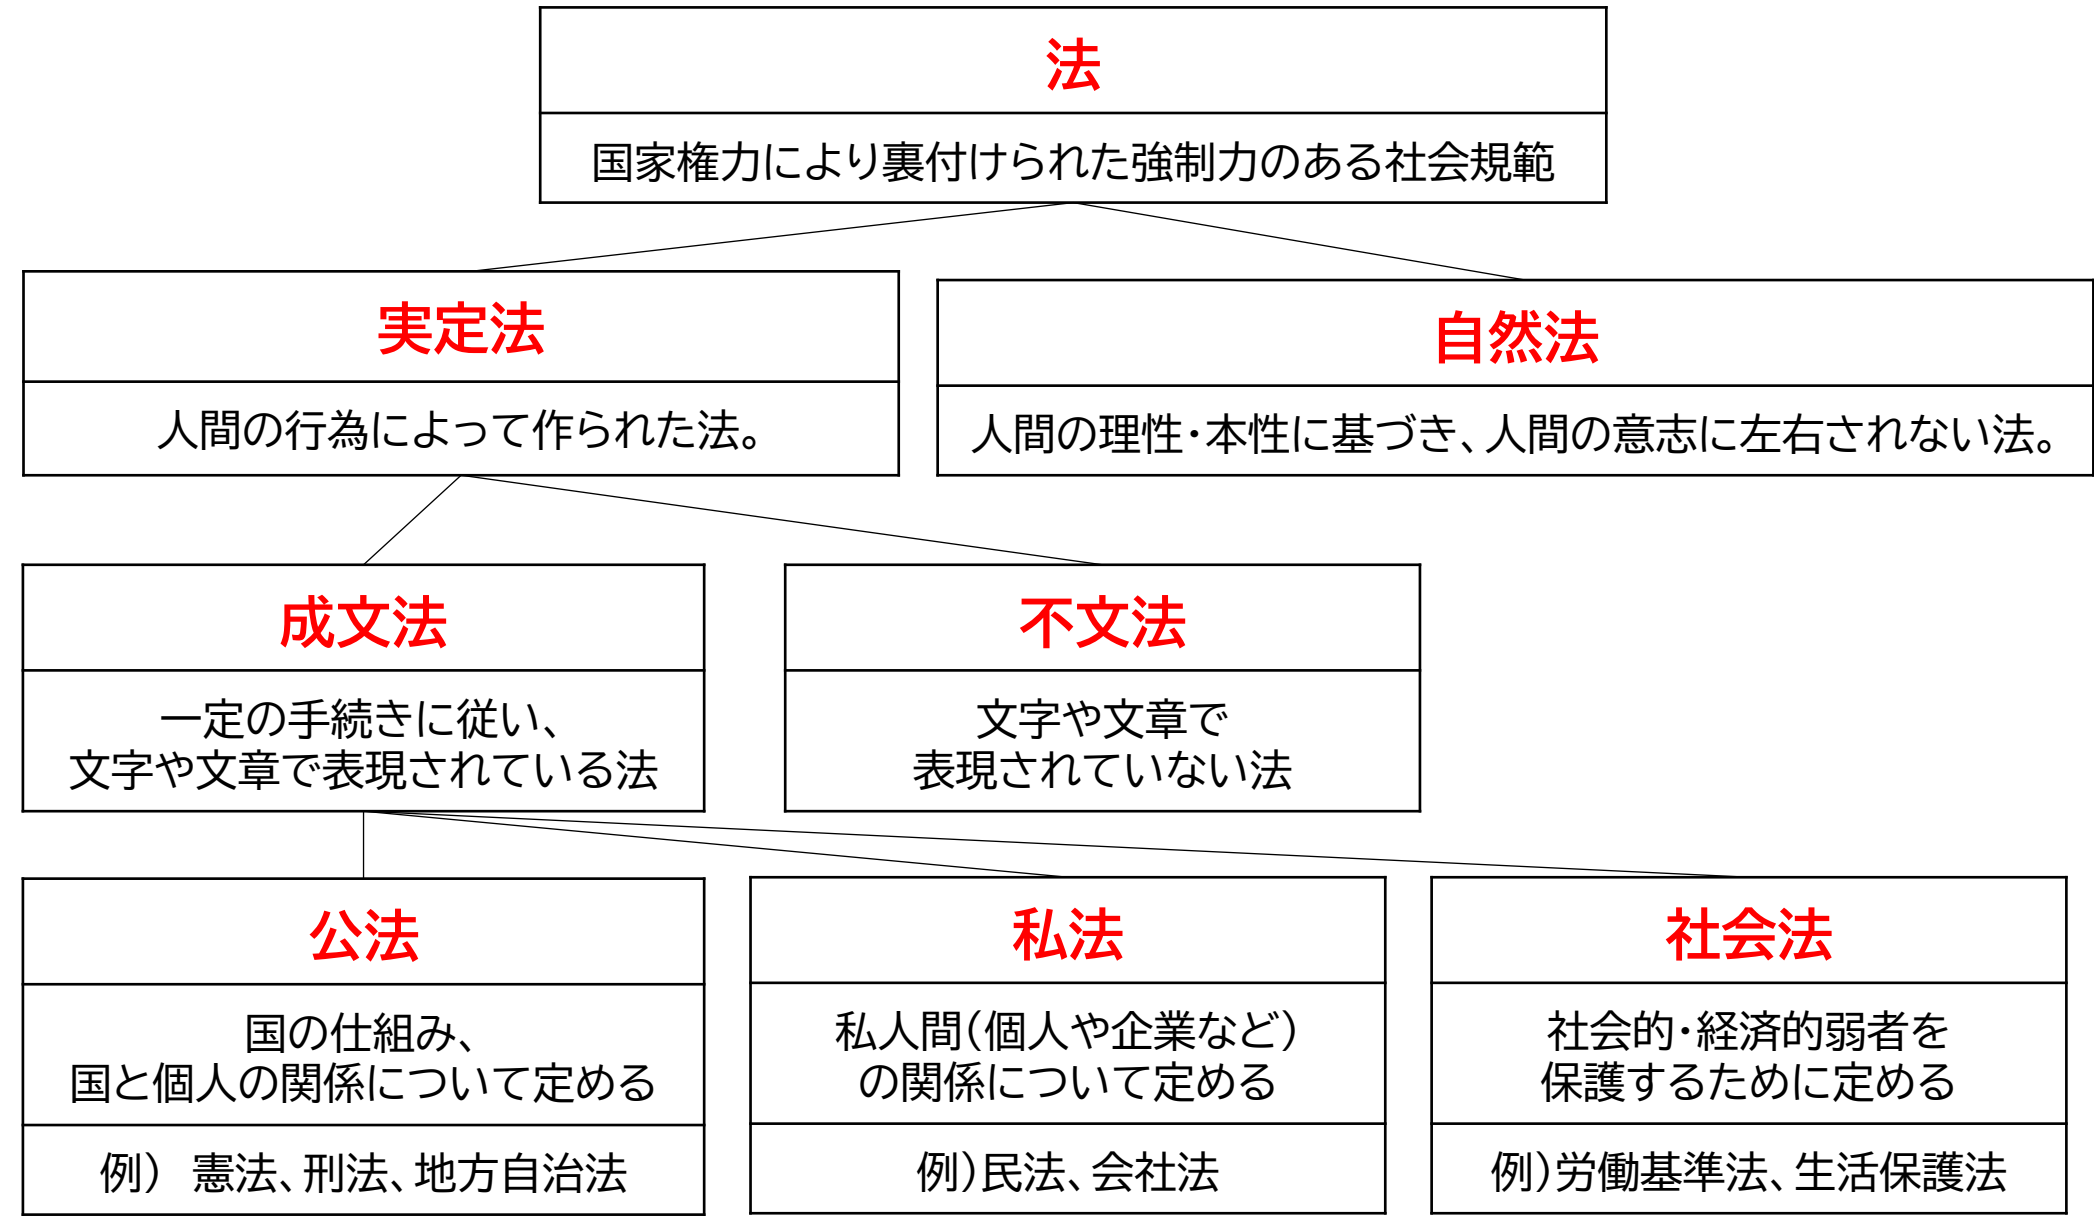 法
国家権力により裏付けられた強制力のある社会規範
実定法
人間の行為によって作られた法。
自然法
人間の理性・本性に基づき、人間の意志に左右されない法。
成文法
一定の手続きに従い、
文字や文章で表現されている法
不文法
文字や文章で
表現されていない法
公法
国の仕組み、
国と個人の関係について定める
例） 憲法、刑法、地方自治法
私法
私人間（個人や企業など）
の関係について定める
例）民法、会社法
社会法
社会的・経済的弱者を
保護するために定める
例）労働基準法、生活保護法